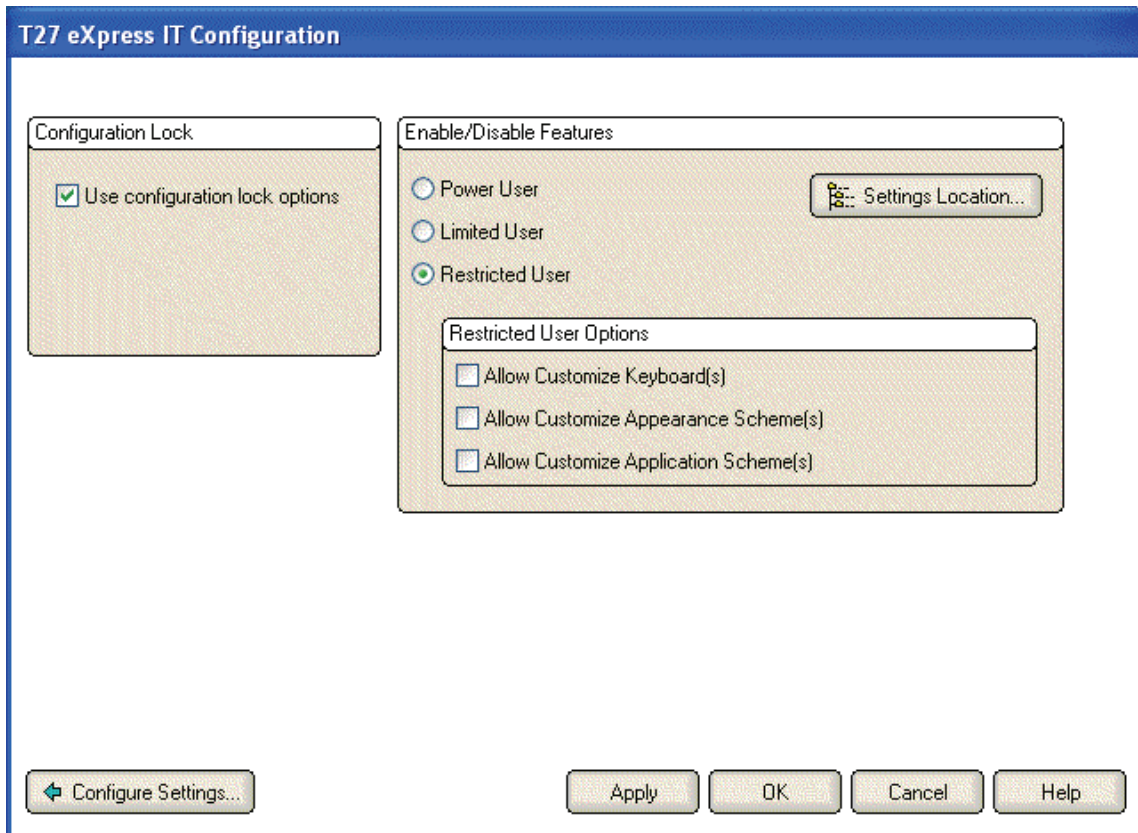 T27 eXpress IT Configuration
Configuration Lock
Use configuration lock options
Enable/Disable Features
Power User
Settings Location...
Limited User
Restricted User
Restricted User Options
Allow Customize Keyboard(s)
Allow Customize Appearance Scheme(s)
Allow Customize Application Scheme(s)
Configure Settings...
Apply
OK
Cancel
Help